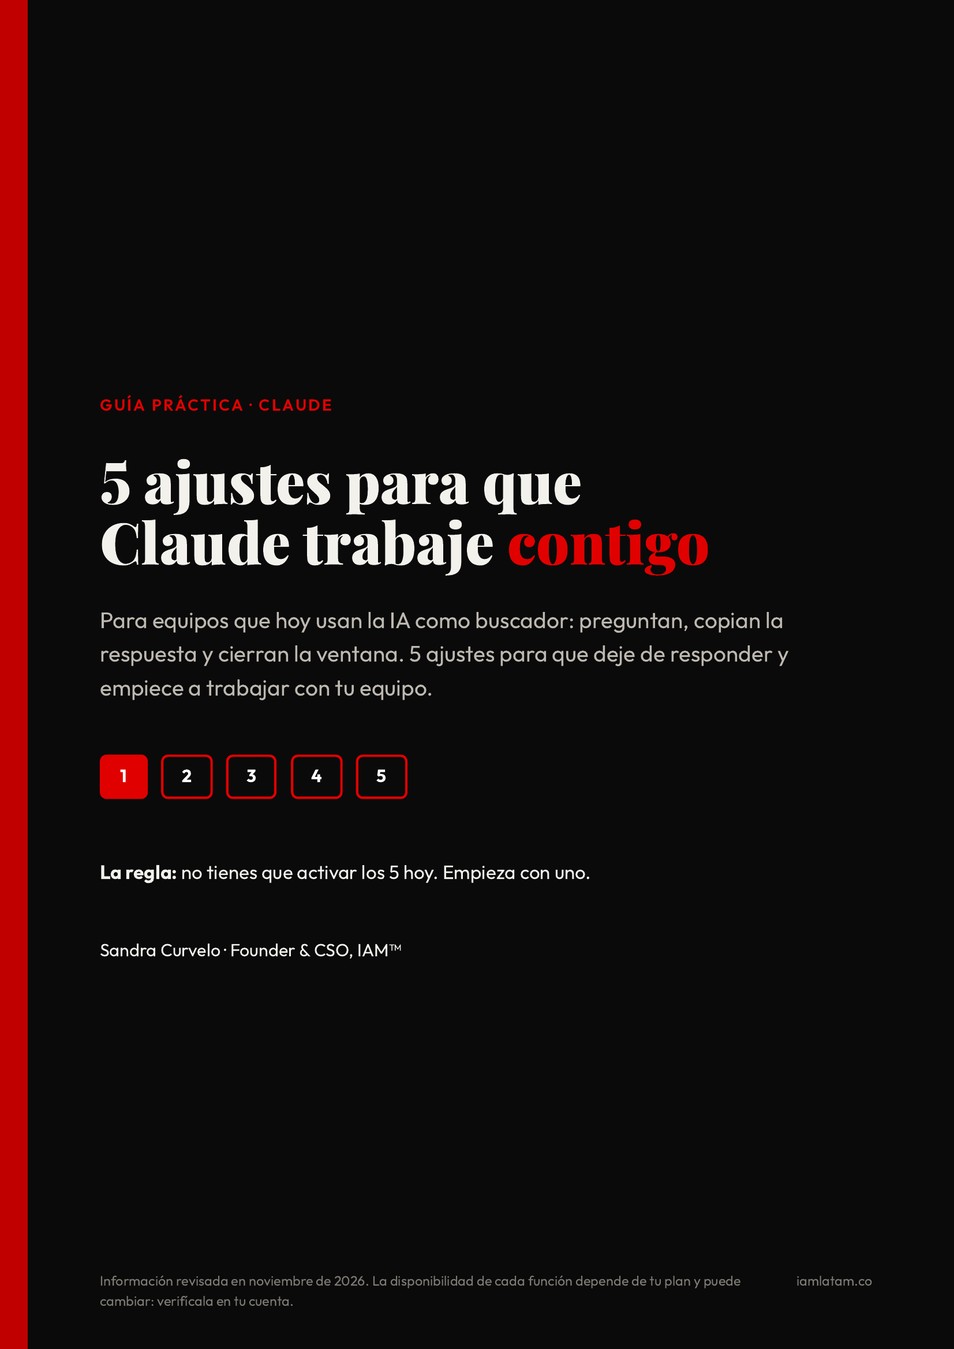 GUÍA PRÁCTICA · CLAUDE
5 ajustes para que
Claude trabaje contigo
Para equipos que hoy usan la IA como buscador: preguntan, copian la
respuesta y cierran la ventana. 5 ajustes para que deje de responder y
empiece a trabajar con tu equipo.
1 2 3 4 5
La regla: no tienes que activar los 5 hoy. Empieza con uno.
Sandra Curvelo · Founder & CSO, IAM™
Información revisada en noviembre de 2026. La disponibilidad de cada función depende de tu plan y puede
cambiar: verifícala en tu cuenta.
iamlatam.co